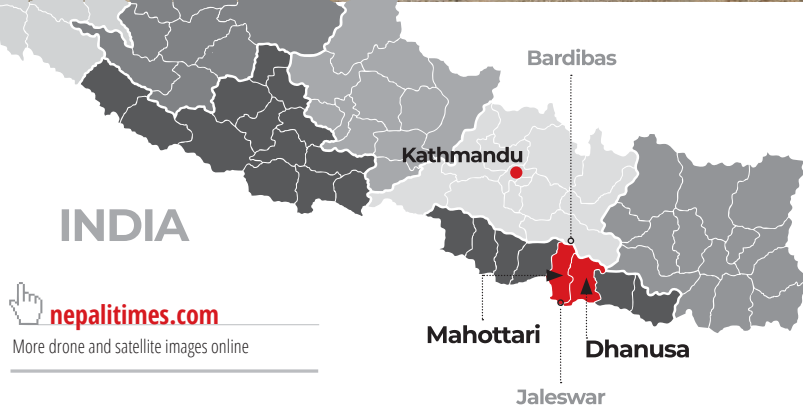 Bardibas
Kathmandu
INDIA
nepalitimes.com
More drone and satellite images online
Mahottari
Dhanusa
Jaleswar